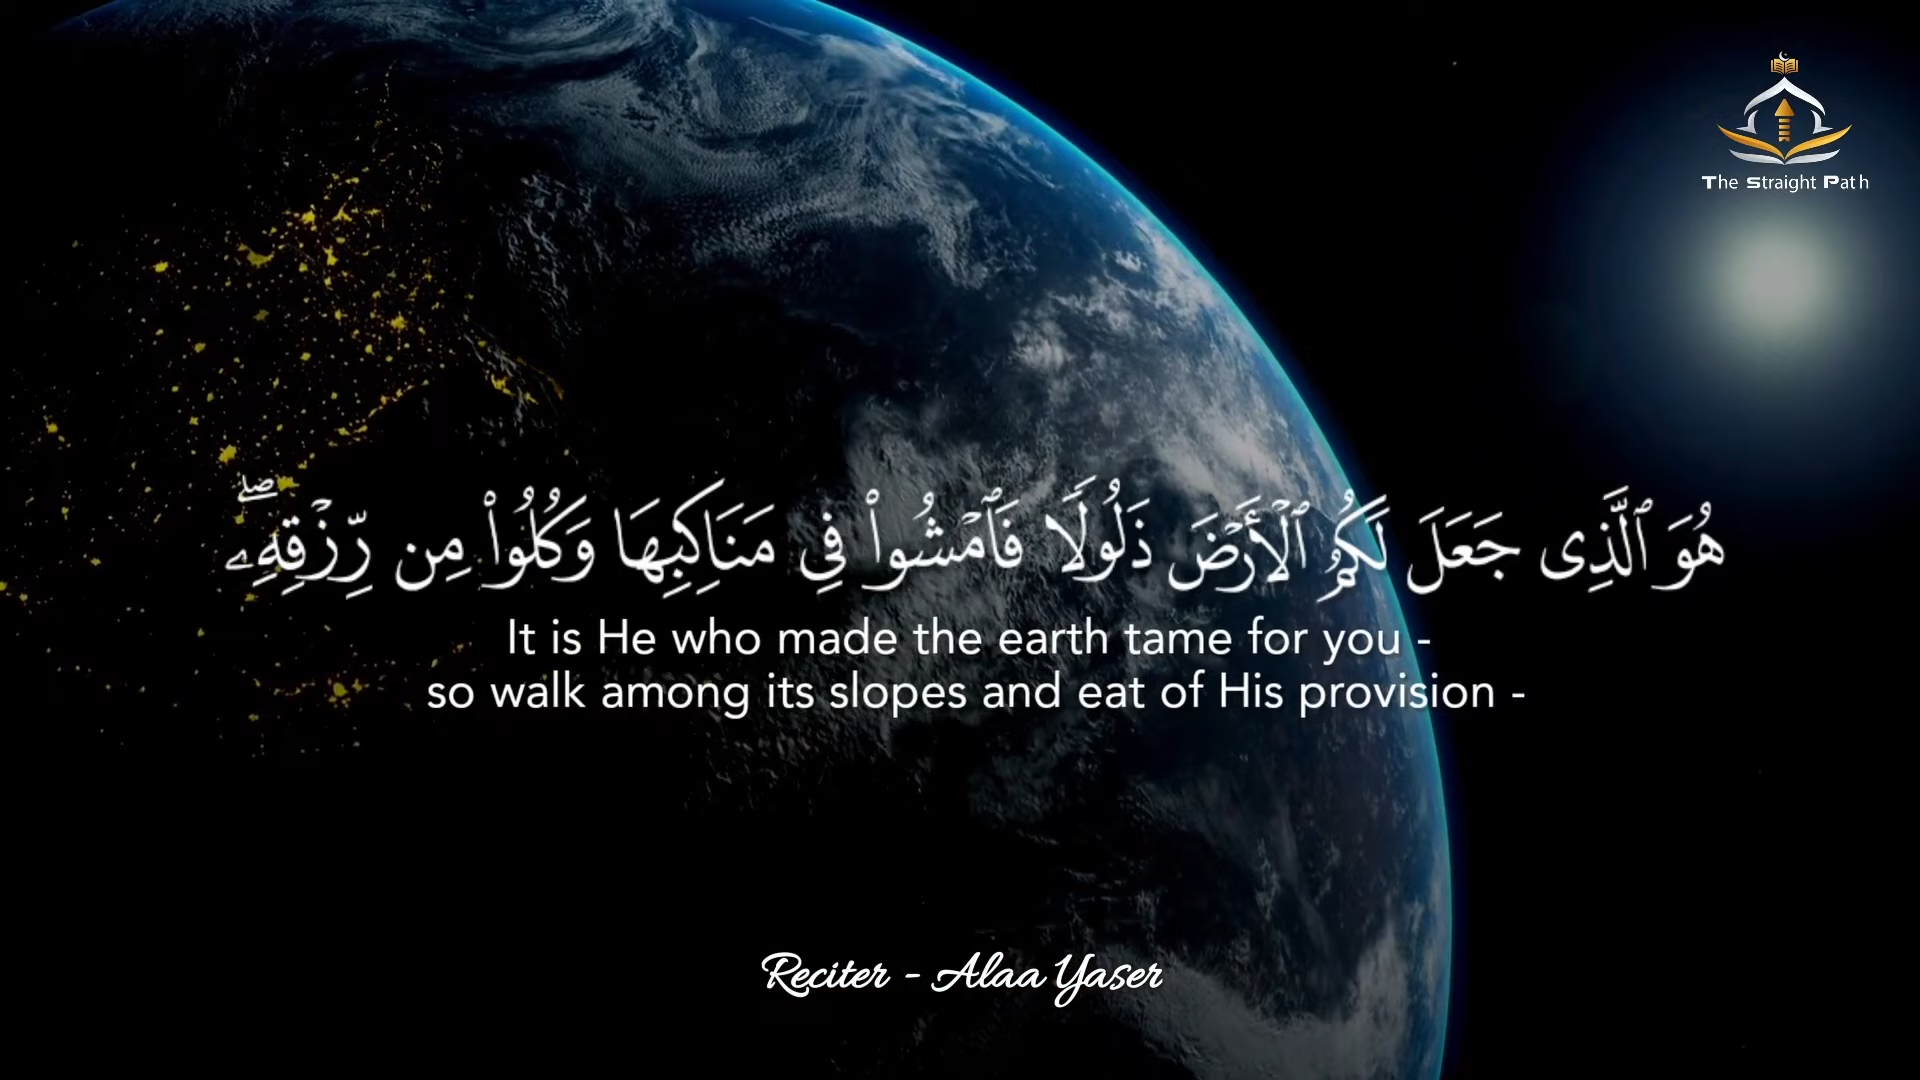 The Straight Path
هُوَ ٱلَّذِى جَعَلَ لَكُمُ ٱلْأَرْضَ ذَلُولًا فَٱمْشُوا۟ فِى مَنَاكِبِهَا وَكُلُوا۟ مِن رِّزْقِهِۦ ۖ
It is He who made the earth tame for you -
so walk among its slopes and eat of His provision -
Reciter - Alaa Yaser